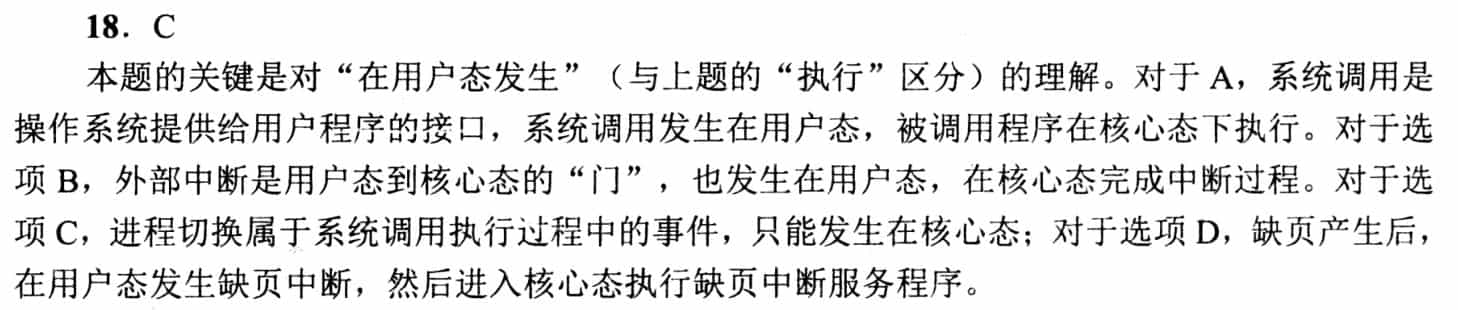 18．C
本题的关键是对“在用户态发生”（与上题的“执行”区分）的理解。对于 A，系统调用是
操作系统提供给用户程序的接口，系统调用发生在用户态，被调用程序在核心态下执行。对于选
项 B，外部中断是用户态到核心态的“门”，也发生在用户态，在核心态完成中断过程。对于选
项 C，进程切换属于系统调用执行过程中的事件，只能发生在核心态；对于选项 D，缺页产生后，
在用户态发生缺页中断，然后进入核心态执行缺页中断服务程序。